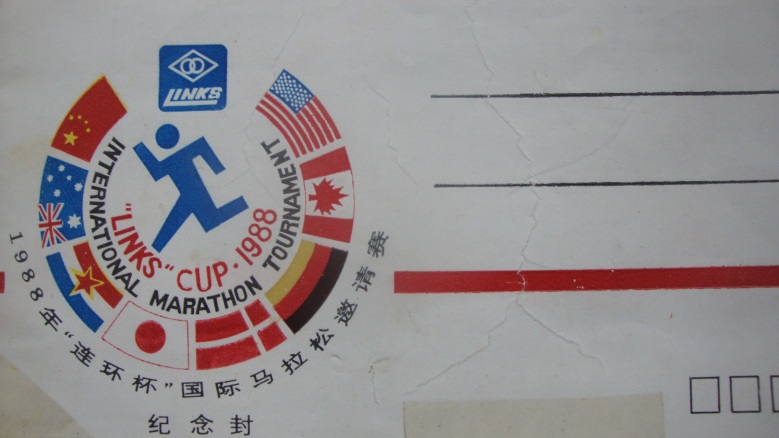 LINKS
INTERNATIONAL MARATHON TOURNAMENT
"LINKS" CUP·1988
1988年“连环杯”国际马拉松邀请赛
纪念封